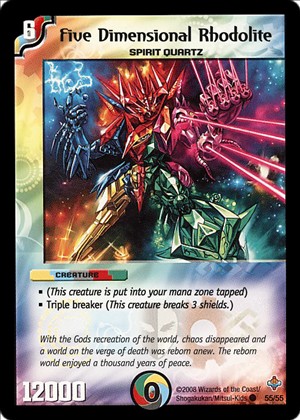 6
Five Dimensional Rhodolite
SPIRIT QUARTZ
CREATURE
▪ (This creature is put into your mana zone tapped)
▪ Triple breaker (This creature breaks 3 shields.)
With the Gods recreation of the world, chaos disappeared and
a world on the verge of death was reborn anew. The reborn
world enjoyed a thousand years of peace.
12000
0
©2008 Wizards of the Coast/
Shogakukan/Mitsui-Kids
55/55